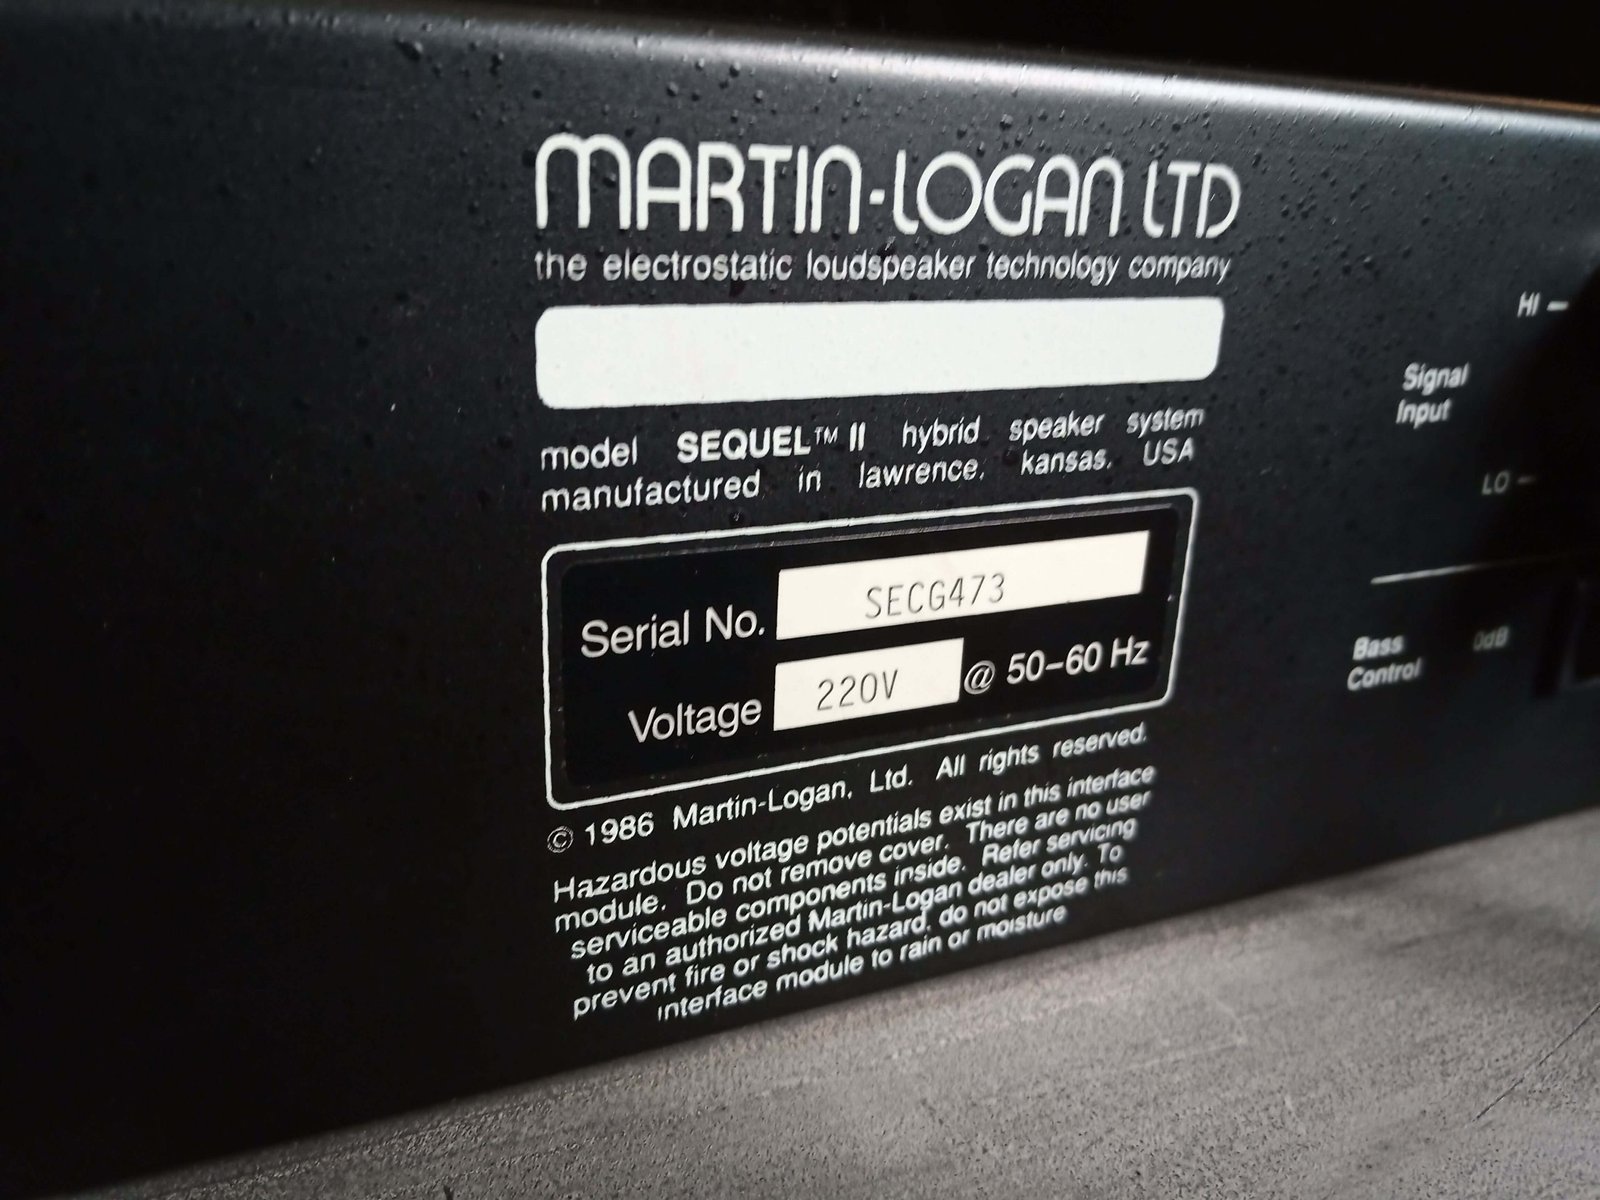 MARTIN-LOGAN LTD
the electrostatic loudspeaker technology company
model SEQUEL™ II hybrid speaker system
manufactured in lawrence, kansas, USA
Serial No. SECG473
Voltage 220V @ 50-60 Hz
© 1986 Martin-Logan, Ltd. All rights reserved.
Hazardous voltage potentials exist in this interface
module. Do not remove cover. There are no user
serviceable components inside. Refer servicing
to an authorized Martin-Logan dealer only. To
prevent fire or shock hazard, do not expose this
interface module to rain or moisture
HI
Signal
Input
LO
Bass
Control
0dB